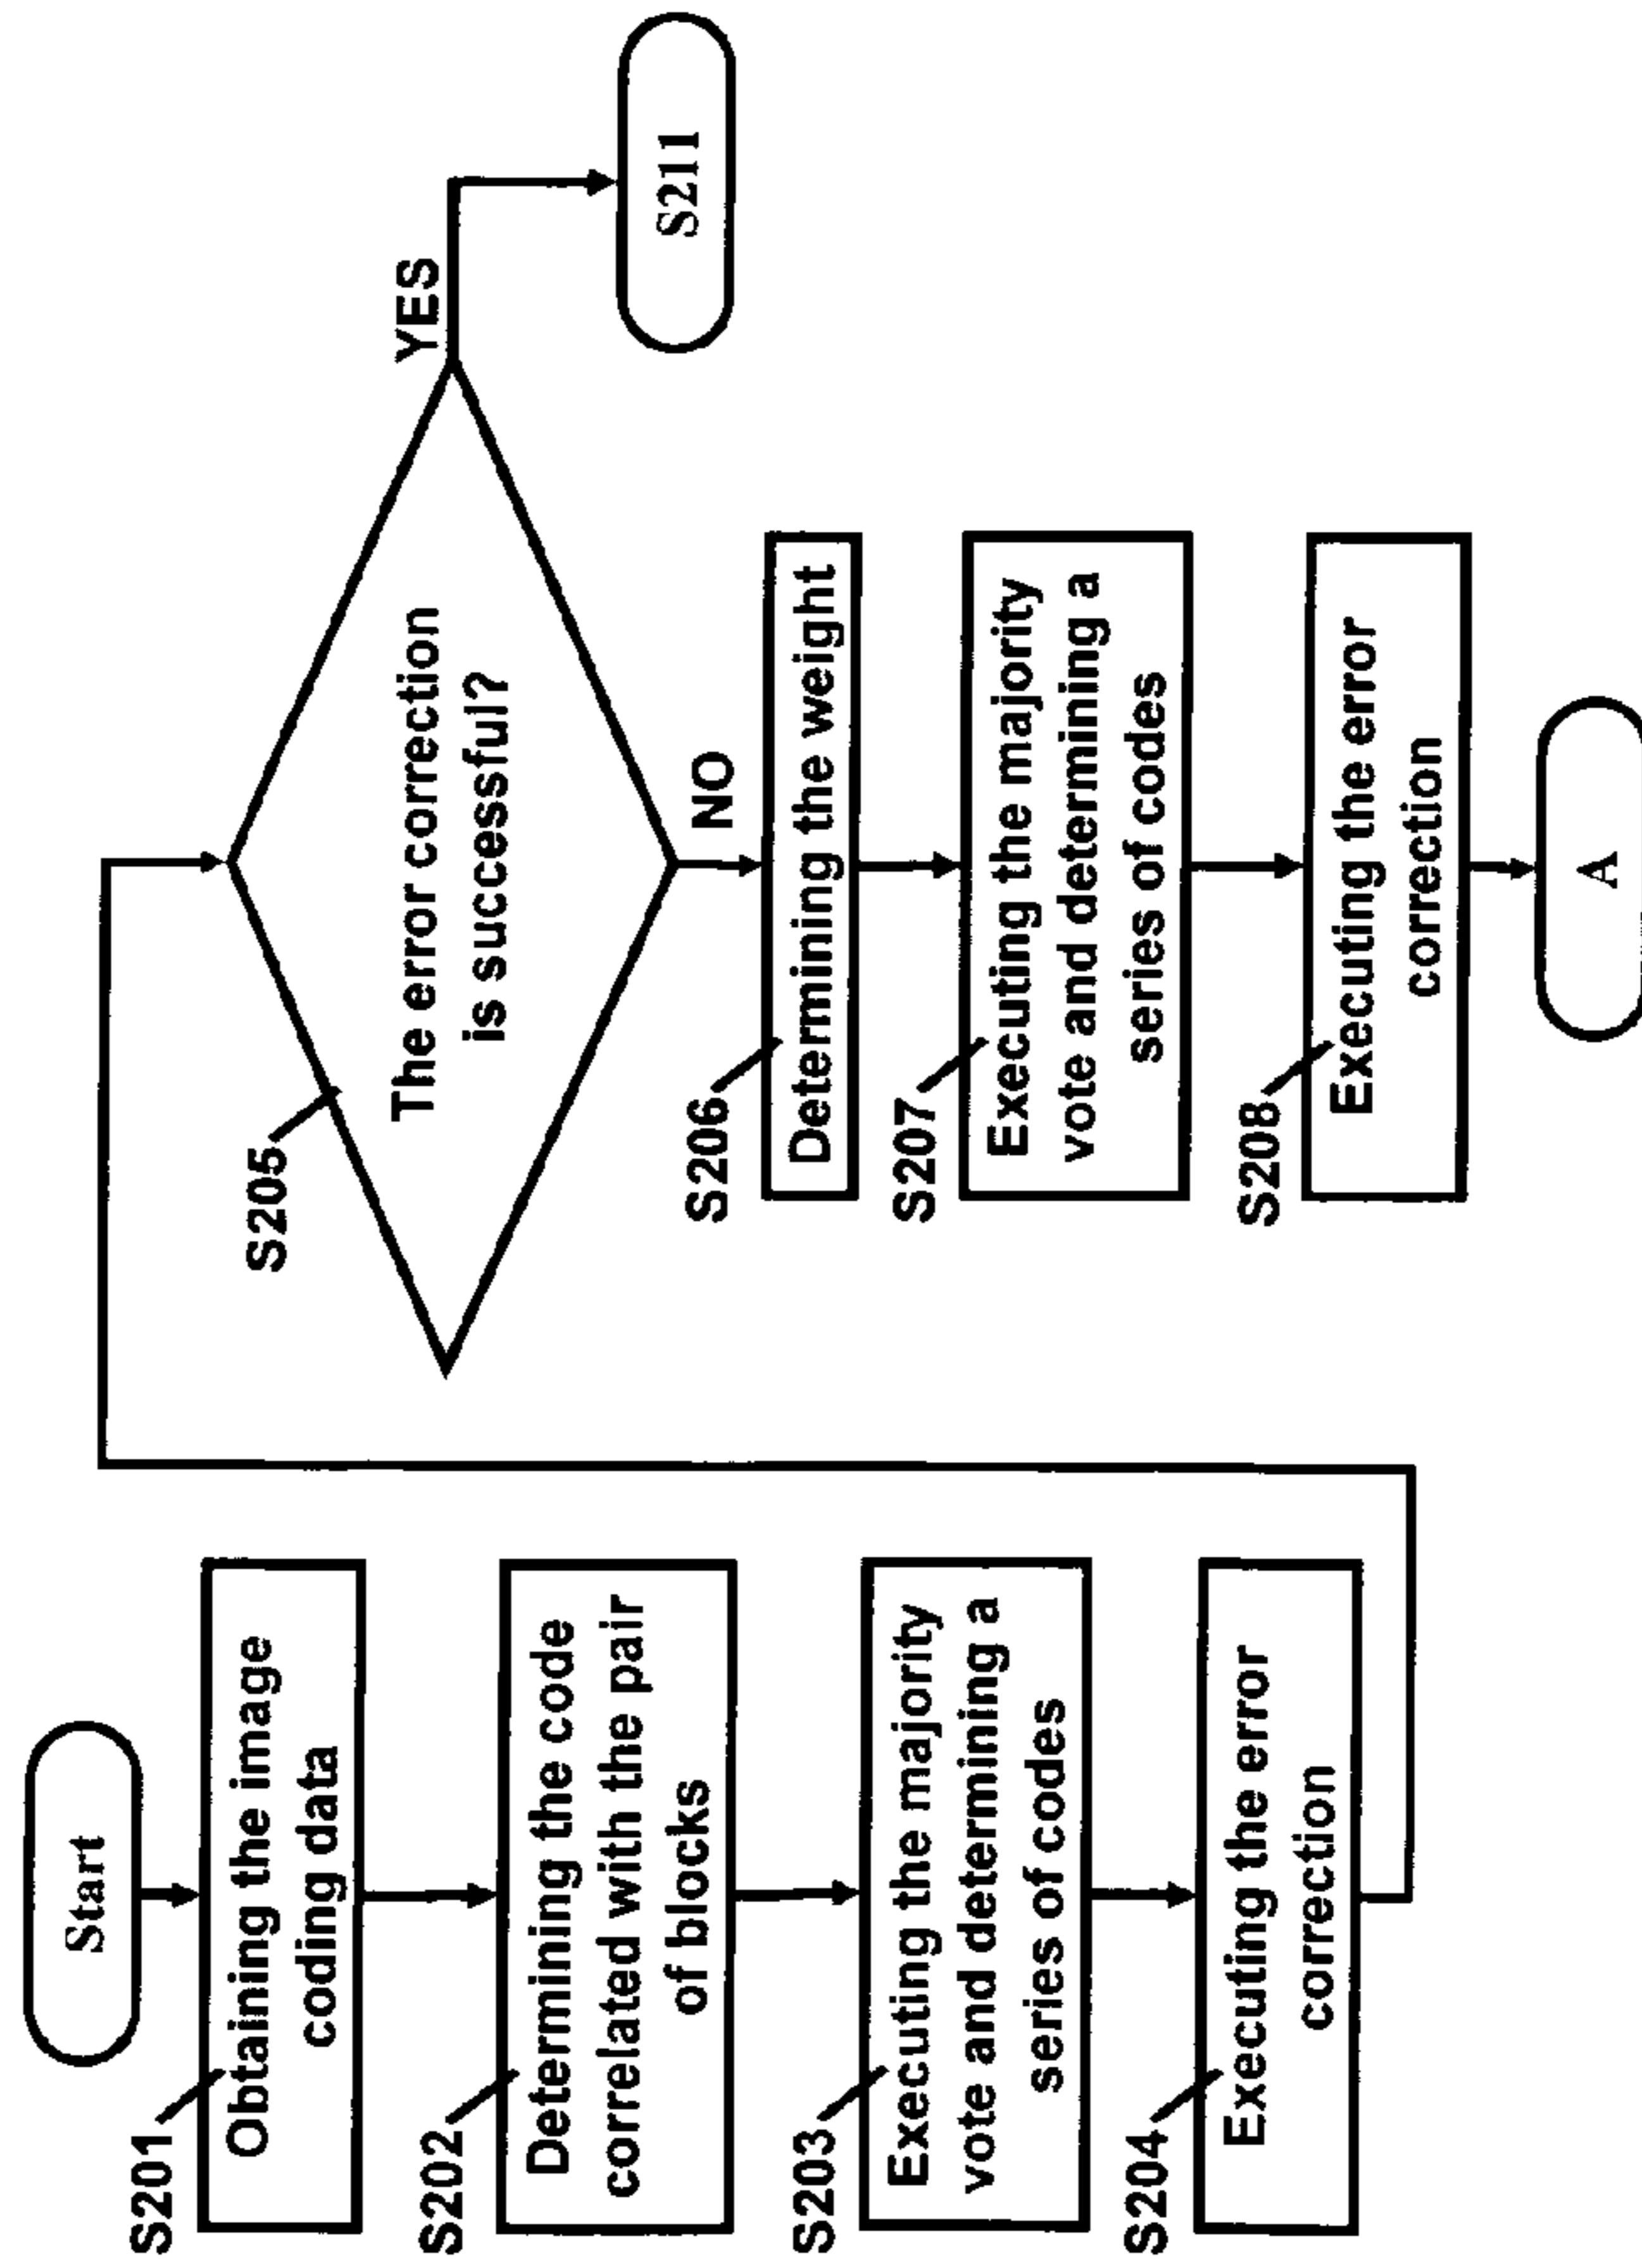 Start
S201
Obtaining the image
coding data
S202
Determining the code
correlated with the pair
of blocks
S203
Executing the majority
vote and determining a
series of codes
S204
Executing the error
correction
S205
The error correction
is successful?
YES
S211
NO
S206
Determining the weight
S207
Executing the majority
vote and determining a
series of codes
S208
Executing the error
correction
A